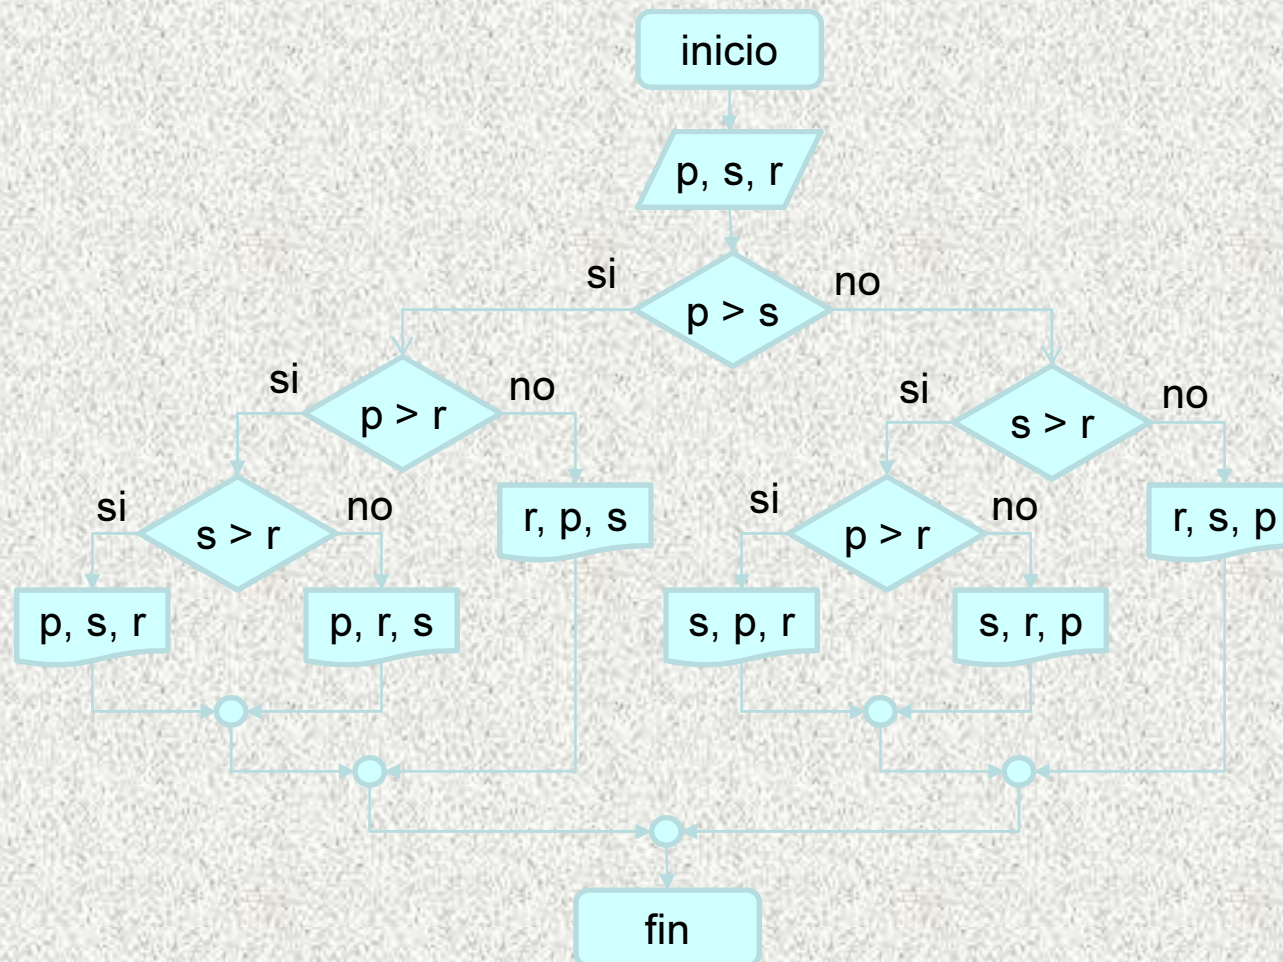 inicio
p, s, r
si
p > s
no
si
p > r
no
si
s > r
no
si
s > r
no
r, p, s
si
p > r
no
r, s, p
p, s, r
p, r, s
s, p, r
s, r, p
fin